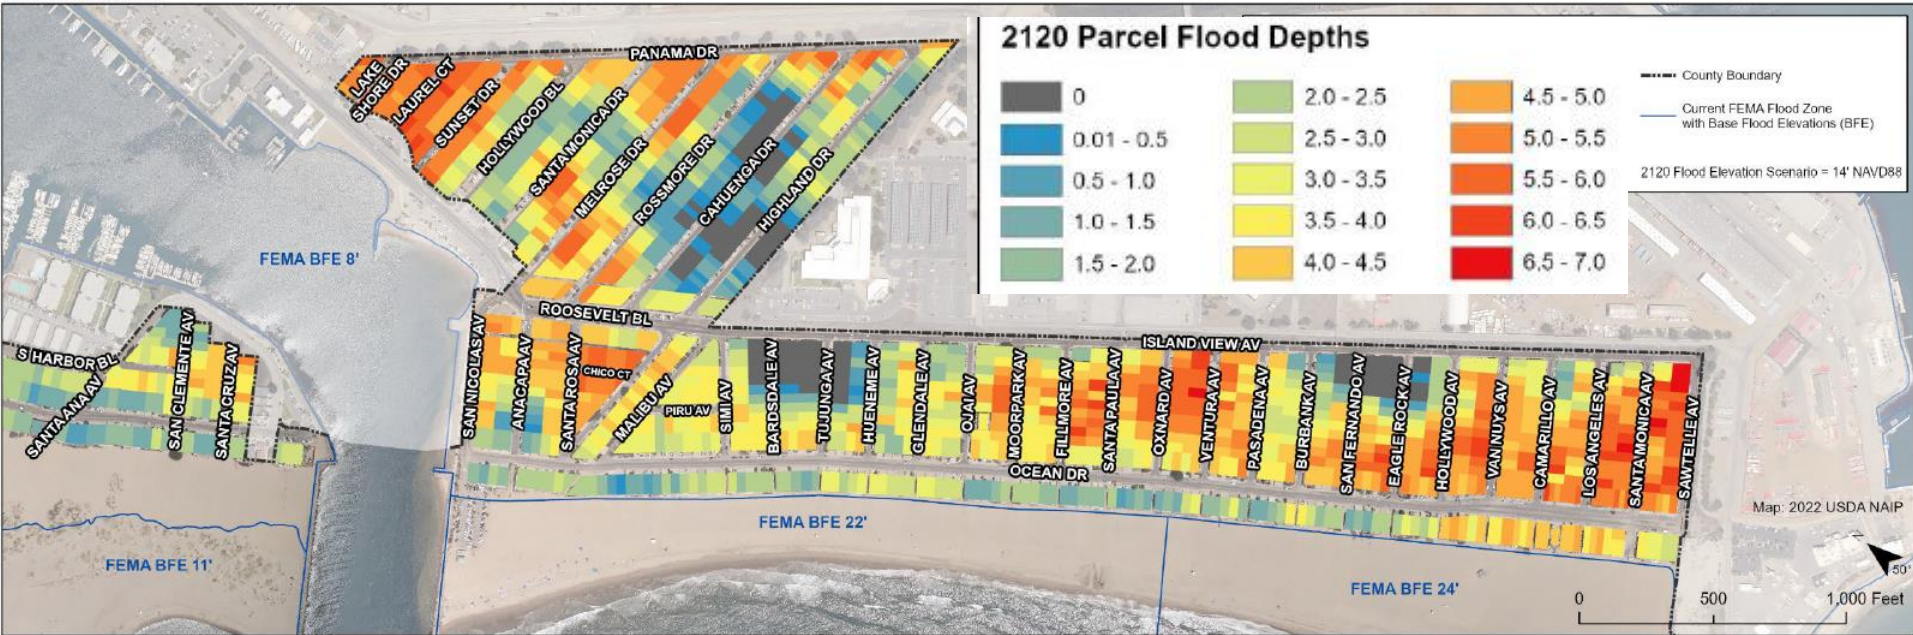 2120 Parcel Flood Depths
0
0.01 - 0.5
0.5 - 1.0
1.0 - 1.5
1.5 - 2.0
2.0 - 2.5
2.5 - 3.0
3.0 - 3.5
3.5 - 4.0
4.0 - 4.5
4.5 - 5.0
5.0 - 5.5
5.5 - 6.0
6.0 - 6.5
6.5 - 7.0
County Boundary
Current FEMA Flood Zone
with Base Flood Elevations (BFE)
2120 Flood Elevation Scenario = 14' NAVD88
PANAMA DR
LAKE
SHORE DR
LAUREL CT
SUNSET DR
HOLLYWOOD BL
SANTA MONICA DR
MELROSE DR
ROSSMORE DR
CAHUENGA DR
HIGHLAND DR
FEMA BFE 8'
ROOSEVELT BL
ISLAND VIEW AV
S HARBOR BL
SANTA ANA AV
SAN CLEMENTE AV
SANTA CRUZ AV
SAN NICOLAS AV
ANACAPA AV
SANTA ROSA AV
CHICO CT
MALIBU AV
PIRU AV
SIMI AV
BARDSDALE AV
TUJUNGA AV
HUENEME AV
GLENDALE AV
OJAI AV
MOORPARK AV
FILLMORE AV
SANTA PAULA AV
OXNARD AV
VENTURA AV
PASADENA AV
BURBANK AV
SAN FERNANDO AV
EAGLE ROCK AV
HOLLYWOOD AV
VAN NUYS AV
CAMARILLO AV
LOS ANGELES AV
SANTA MONICA AV
SAWTELLE AV
OCEAN DR
FEMA BFE 22'
FEMA BFE 11'
FEMA BFE 24'
Map: 2022 USDA NAIP
50°
0 500 1,000 Feet